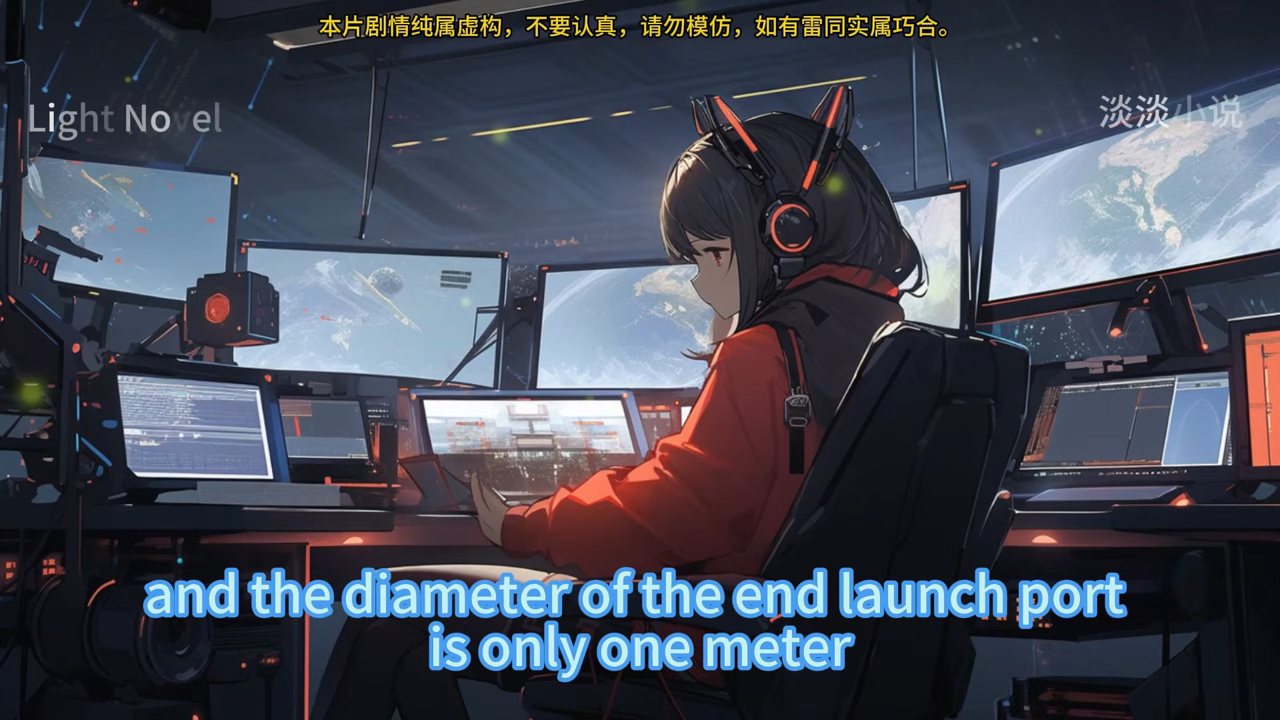 本片剧情纯属虚构，不要认真，请勿模仿，如有雷同实属巧合。
Light Novel
淡淡小说
and the diameter of the end launch port
is only one meter